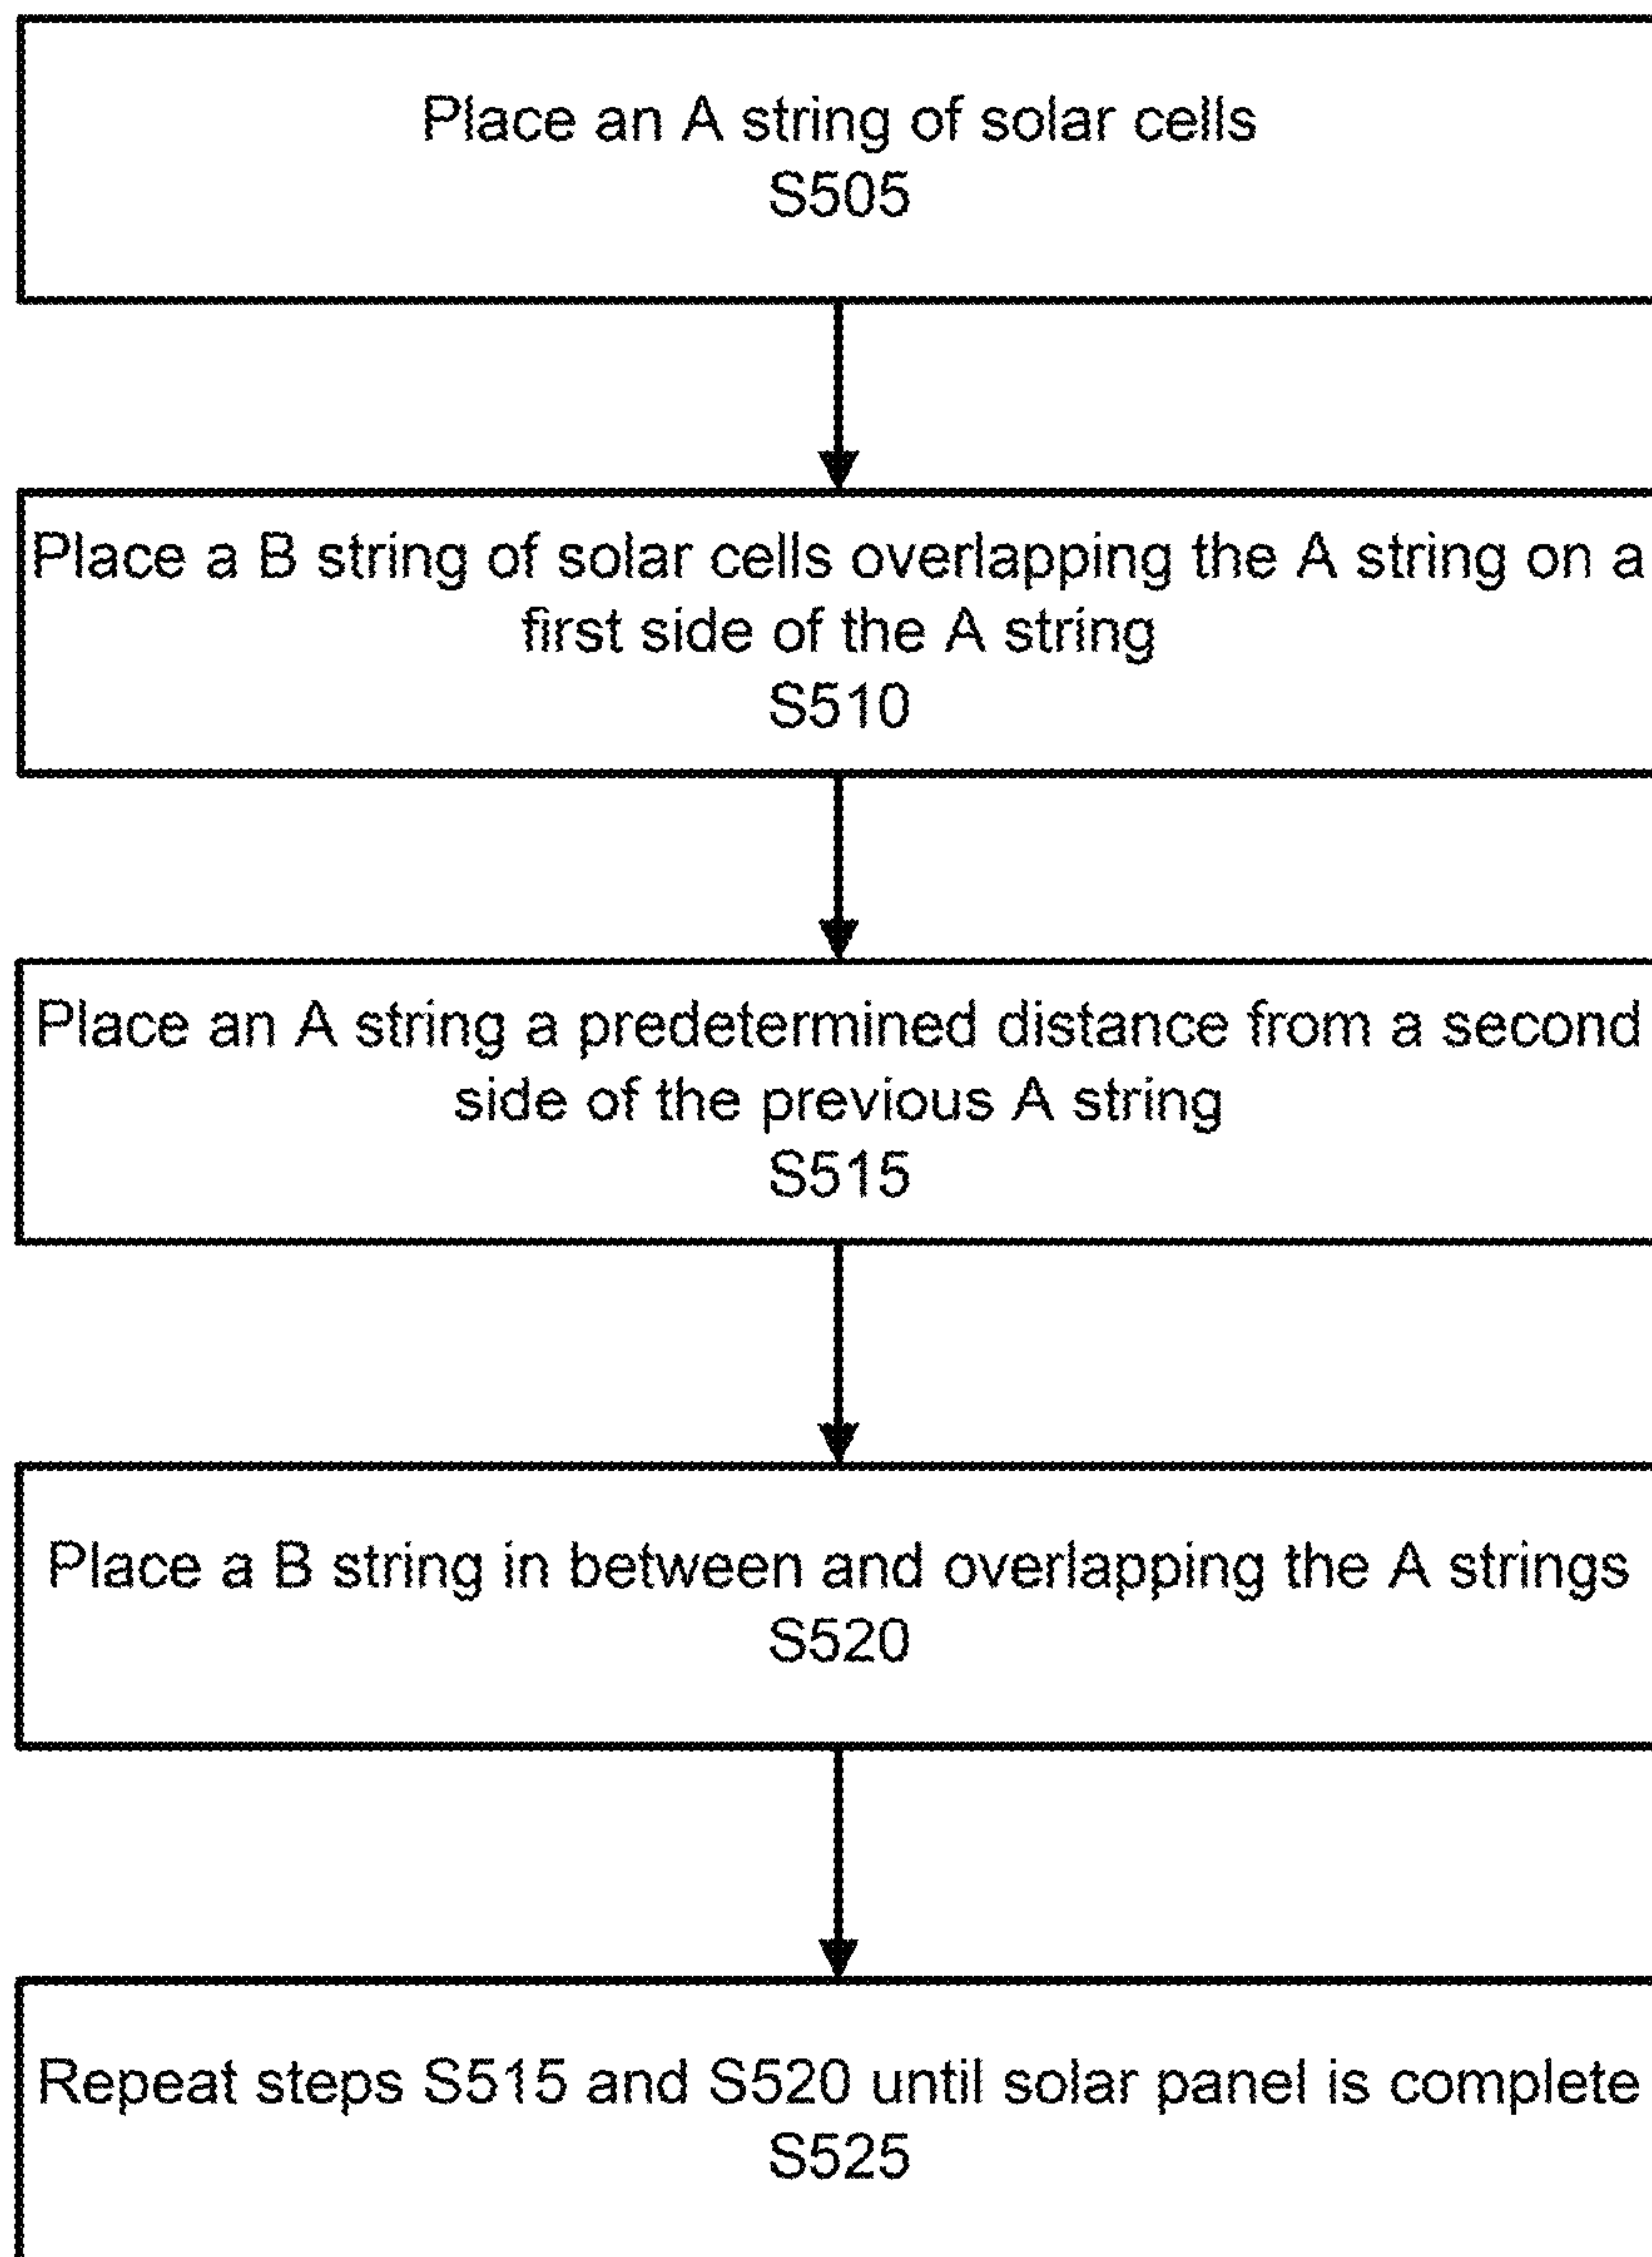 Place an A string of solar cells
S505
Place a B string of solar cells overlapping the A string on a
first side of the A string
S510
Place an A string a predetermined distance from a second
side of the previous A string
S515
Place a B string in between and overlapping the A strings
S520
Repeat steps S515 and S520 until solar panel is complete
S525